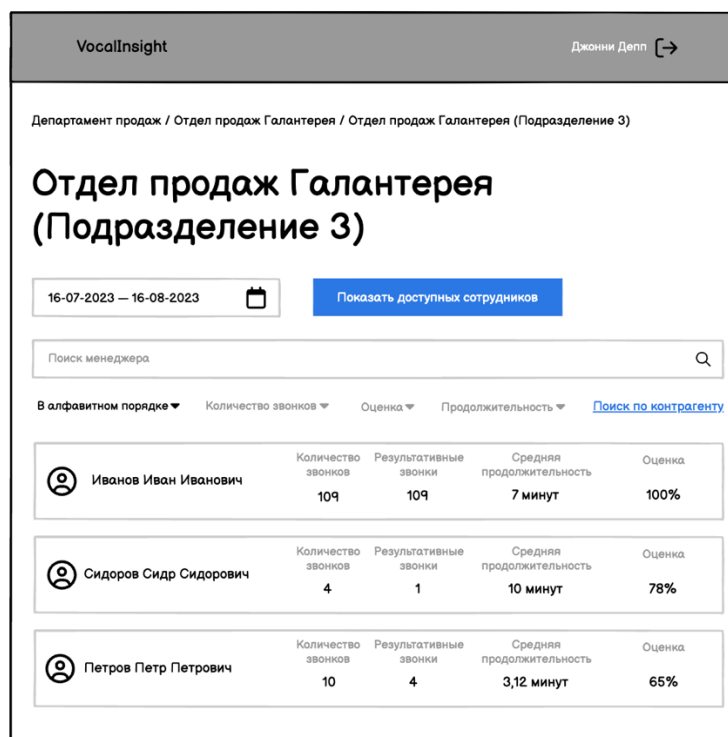 VocalInsight
Джонни Депп
Департамент продаж / Отдел продаж Галантерея / Отдел продаж Галантерея (Подразделение 3)
Отдел продаж Галантерея
(Подразделение 3)
16-07-2023 — 16-08-2023
Показать доступных сотрудников
Поиск менеджера
В алфавитном порядке
Количество звонков
Оценка
Продолжительность
Поиск по контрагенту
Иванов Иван Иванович
Количество
звонков
109
Результативные
звонки
109
Средняя
продолжительность
7 минут
Оценка
100%
Сидоров Сидр Сидорович
Количество
звонков
4
Результативные
звонки
1
Средняя
продолжительность
10 минут
Оценка
78%
Петров Петр Петрович
Количество
звонков
10
Результативные
звонки
4
Средняя
продолжительность
3,12 минут
Оценка
65%